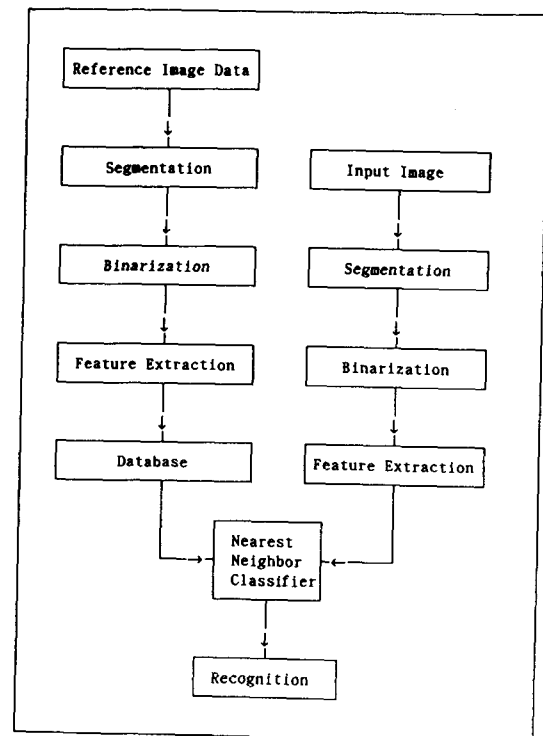 Reference Image Data
Segmentation
Binarization
Feature Extraction
Database
Input Image
Segmentation
Binarization
Feature Extraction
Nearest
Neighbor
Classifier
Recognition